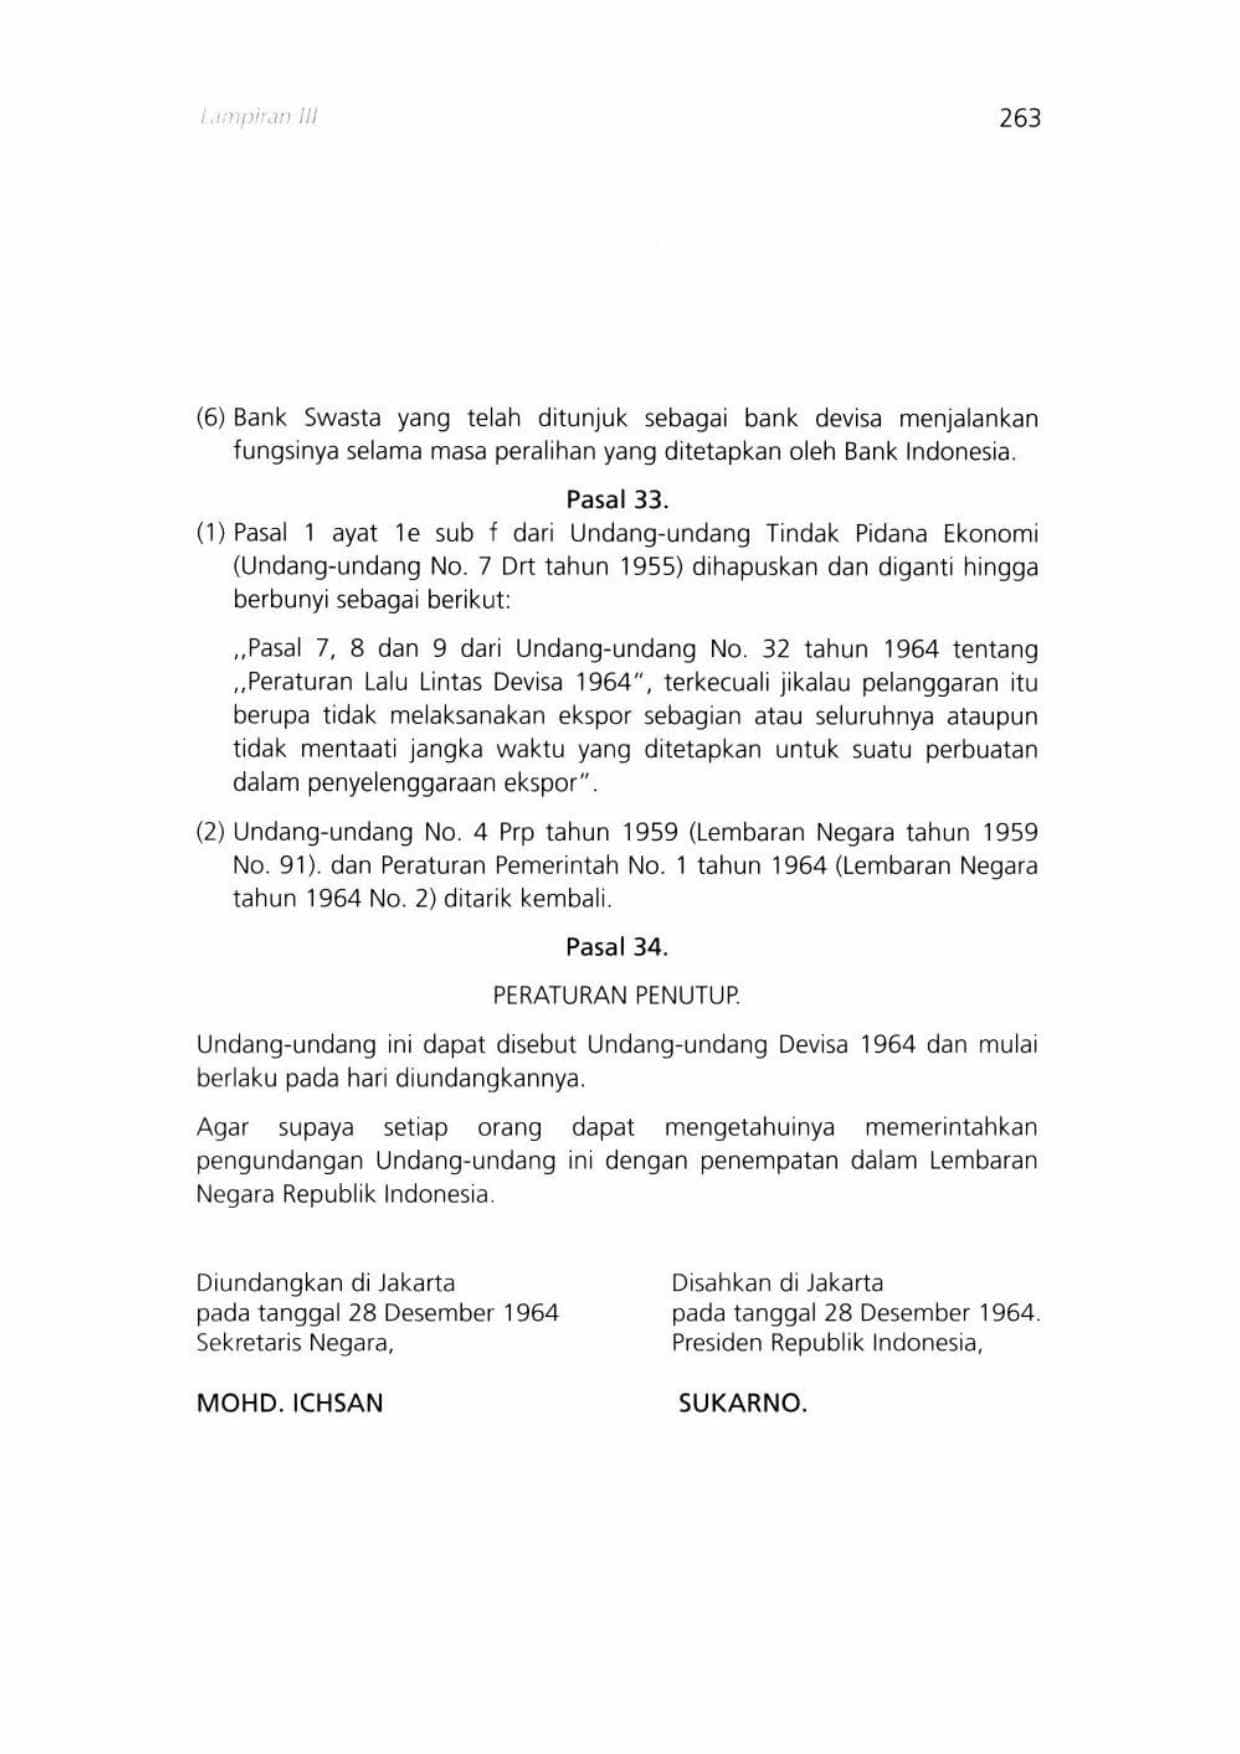 Lampiran III
263
(6) Bank Swasta yang telah ditunjuk sebagai bank devisa menjalankan
fungsinya selama masa peralihan yang ditetapkan oleh Bank Indonesia.
Pasal 33.
(1) Pasal 1 ayat 1e sub f dari Undang-undang Tindak Pidana Ekonomi
(Undang-undang No. 7 Drt tahun 1955) dihapuskan dan diganti hingga
berbunyi sebagai berikut:
,,Pasal 7, 8 dan 9 dari Undang-undang No. 32 tahun 1964 tentang
,,Peraturan Lalu Lintas Devisa 1964", terkecuali jikalau pelanggaran itu
berupa tidak melaksanakan ekspor sebagian atau seluruhnya ataupun
tidak mentaati jangka waktu yang ditetapkan untuk suatu perbuatan
dalam penyelenggaraan ekspor".
(2) Undang-undang No. 4 Prp tahun 1959 (Lembaran Negara tahun 1959
No. 91). dan Peraturan Pemerintah No. 1 tahun 1964 (Lembaran Negara
tahun 1964 No. 2) ditarik kembali.
Pasal 34.
PERATURAN PENUTUP.
Undang-undang ini dapat disebut Undang-undang Devisa 1964 dan mulai
berlaku pada hari diundangkannya.
Agar supaya setiap orang dapat mengetahuinya memerintahkan
pengundangan Undang-undang ini dengan penempatan dalam Lembaran
Negara Republik Indonesia.
Diundangkan di Jakarta
pada tanggal 28 Desember 1964
Sekretaris Negara,
MOHD. ICHSAN
Disahkan di Jakarta
pada tanggal 28 Desember 1964.
Presiden Republik Indonesia,
SUKARNO.